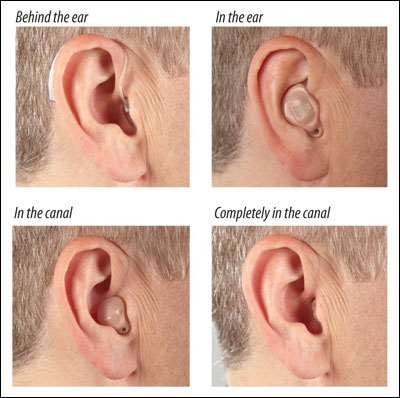 Behind the ear
In the ear
In the canal
Completely in the canal